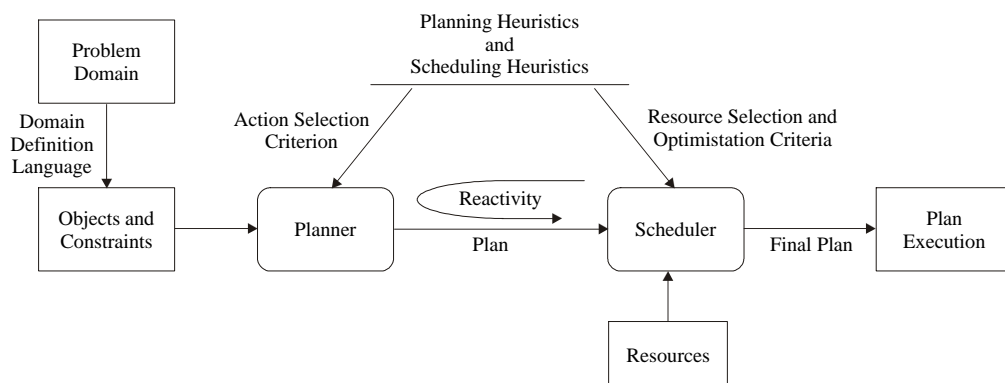 Planning Heuristics
and
Scheduling Heuristics
Problem
Domain
Domain
Definition
Language
Action Selection
Criterion
Resource Selection and
Optimistation Criteria
Reactivity
Objects and
Constraints
Planner
Plan
Scheduler
Final Plan
Plan
Execution
Resources